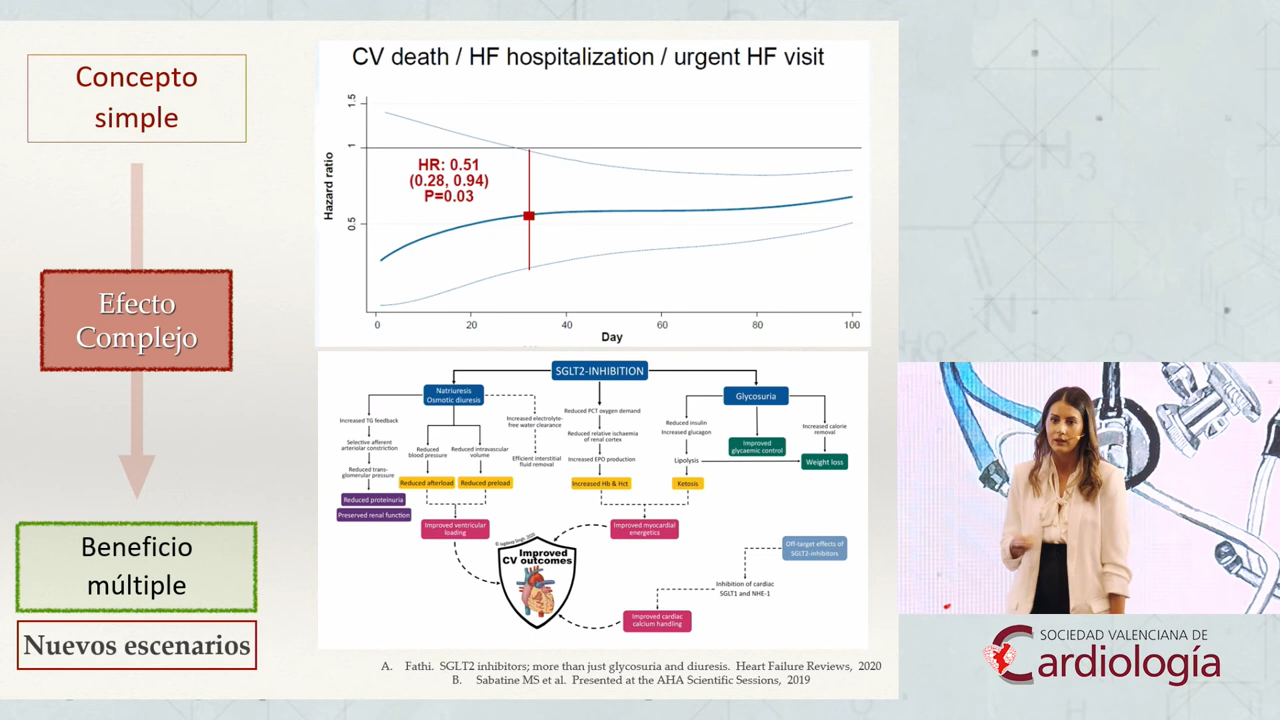 Concepto
simple
Efecto
Complejo
Beneficio
múltiple
Nuevos escenarios
CV death / HF hospitalization / urgent HF visit
Hazard ratio
1.5
1
0.5
HR: 0.51
(0.28, 0.94)
P=0.03
0 20 40 60 80 100
Day
SGLT2-INHIBITION
Natriuresis
Osmotic diuresis
Glycosuria
Increased TG feedback
Selective afferent
arteriolar constriction
Reduced trans-
glomerular pressure
Reduced proteinuria
Preserved renal function
Reduced
blood pressure
Reduced intravascular
volume
Reduced afterload
Reduced preload
Improved ventricular
loading
Increased electrolyte-
free water clearance
Efficient interstitial
fluid removal
Reduced PCT oxygen demand
Reduced relative ischaemia
of renal cortex
Increased EPO production
Increased Hb & Hct
Reduced insulin
Increased glucagon
Lipolysis
Ketosis
Improved
glycaemic control
Increased calorie
removal
Weight loss
Improved myocardial
energetics
Improved
CV outcomes
Off-target effects of
SGLT2-inhibitors
Inhibition of cardiac
SGLT1 and NHE-1
Improved cardiac
calcium handling
A. Fathi. SGLT2 inhibitors; more than just glycosuria and diuresis. Heart Failure Reviews, 2020
B. Sabatine MS et al. Presented at the AHA Scientific Sessions, 2019
CH3
N
HO
SOCIEDAD VALENCIANA DE
Cardiología